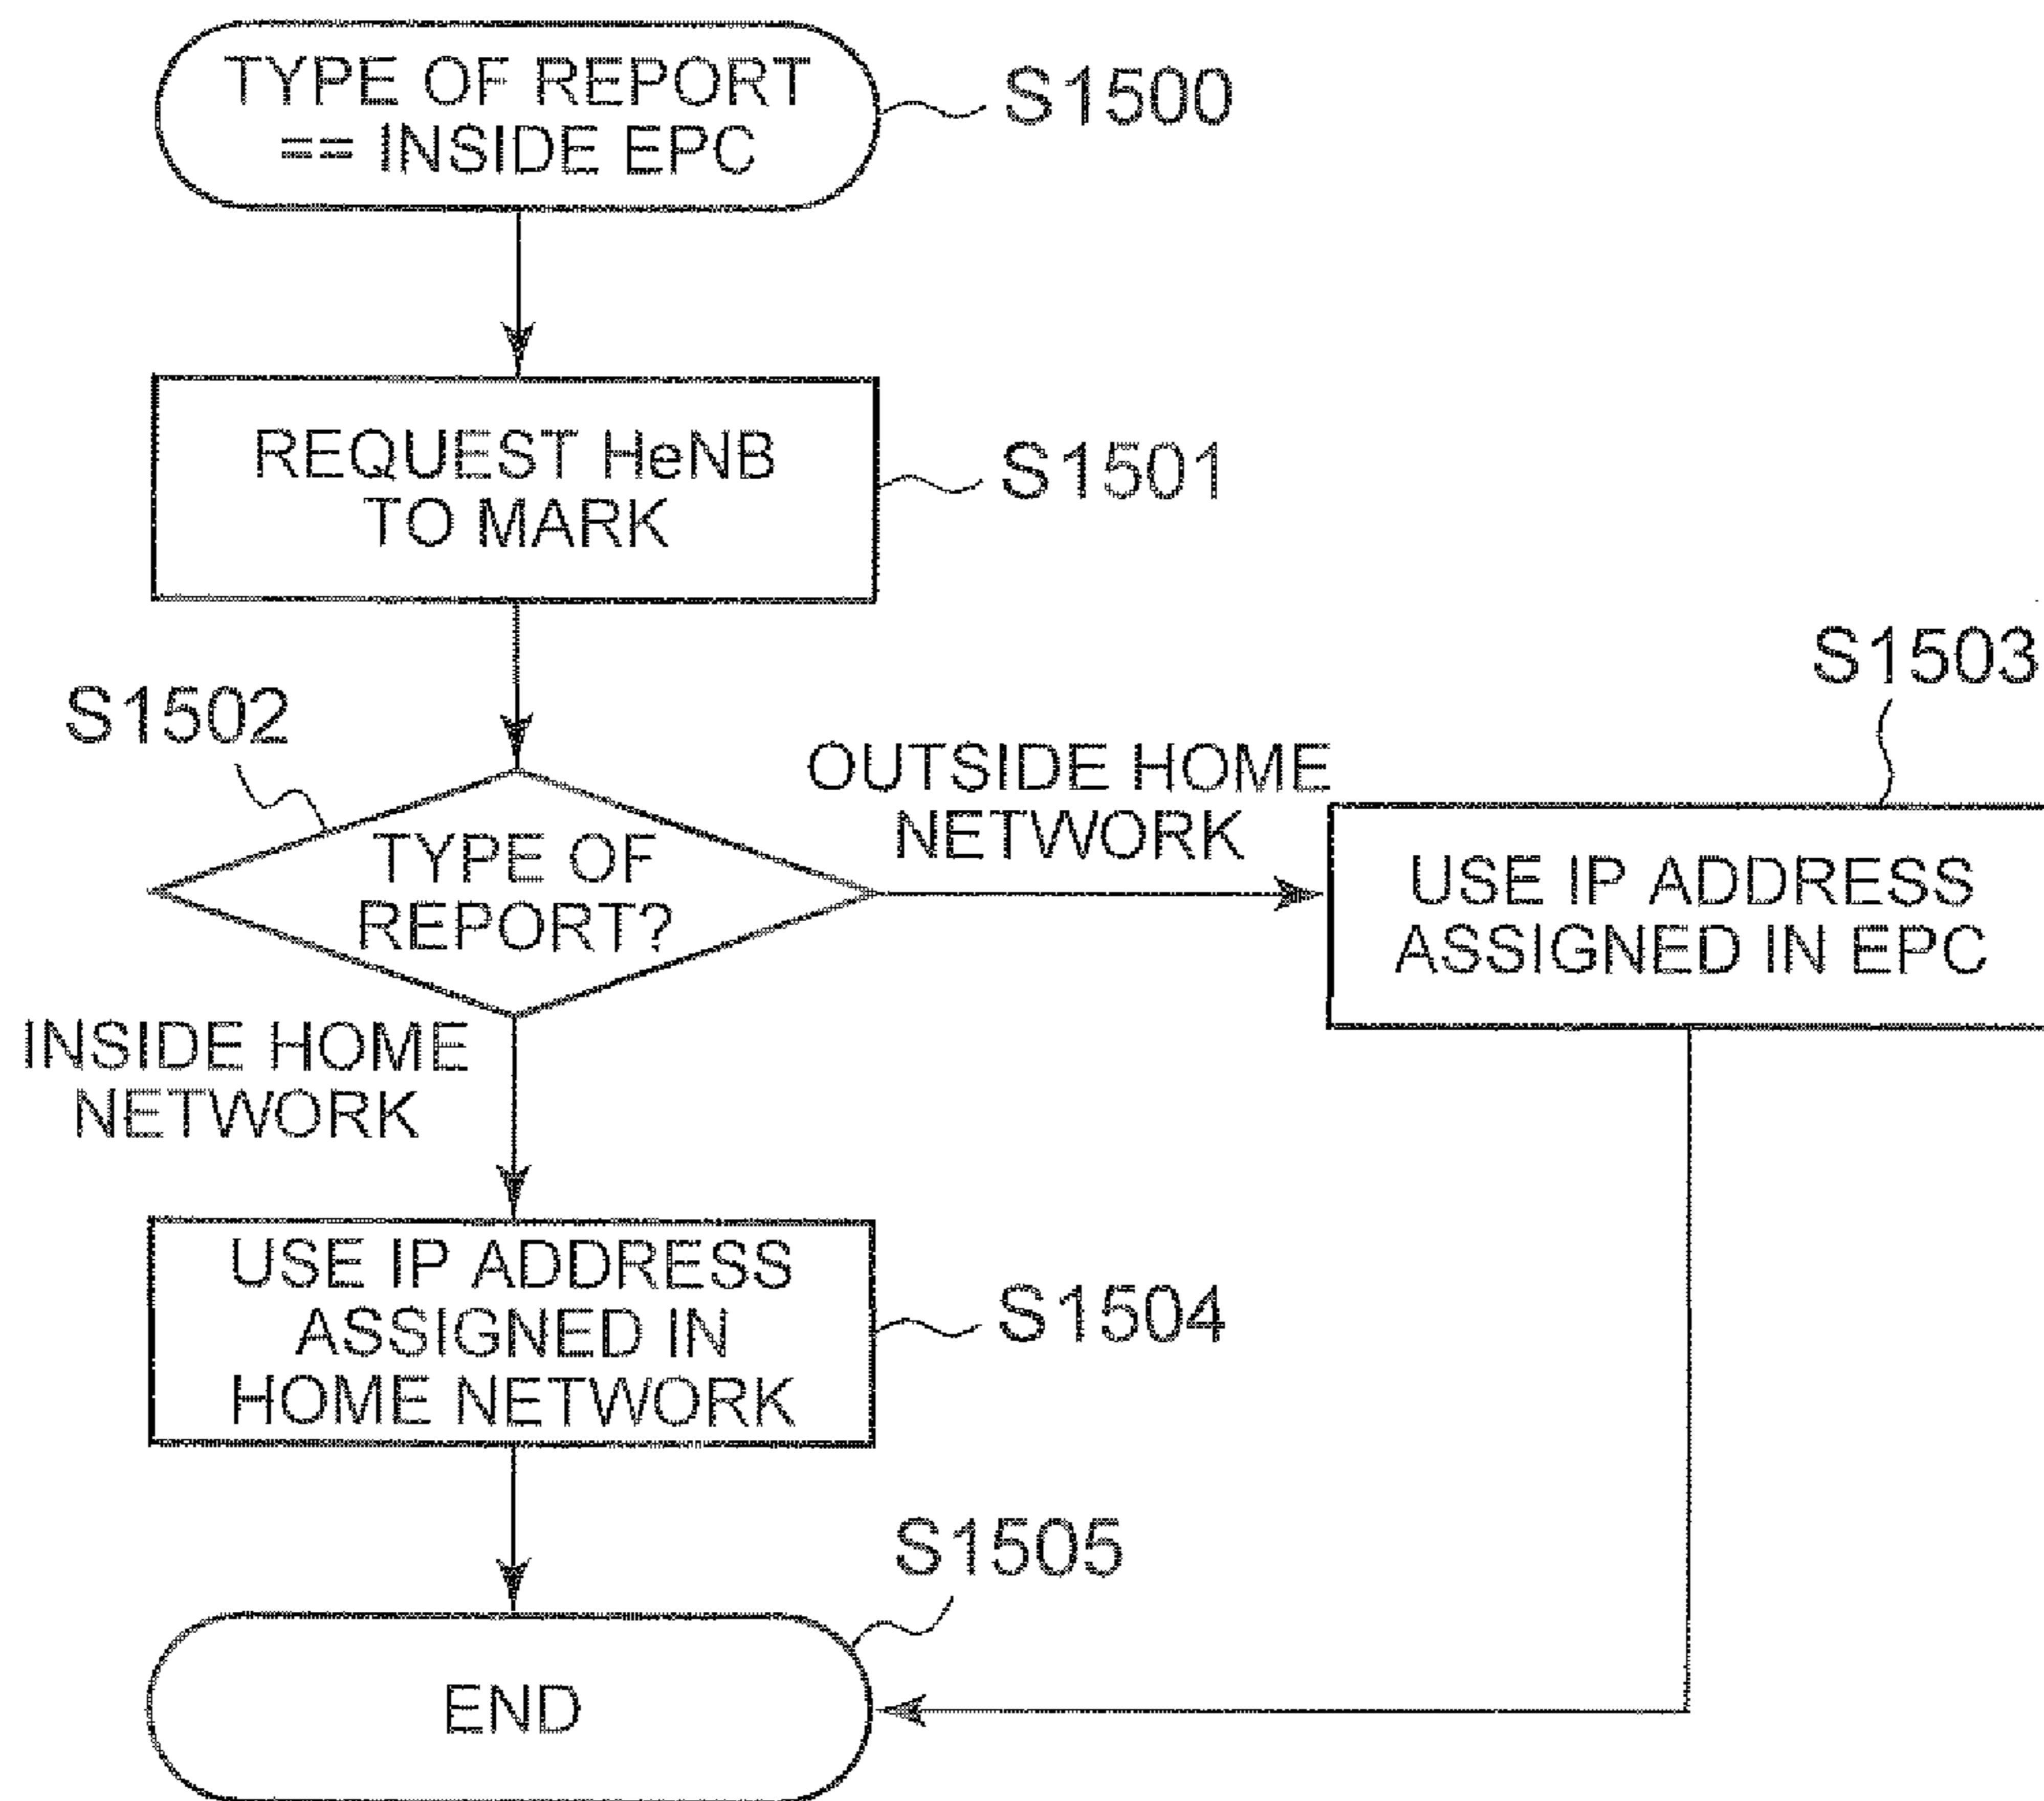 TYPE OF REPORT
== INSIDE EPC
S1500
REQUEST HeNB
TO MARK
S1501
S1502
TYPE OF
REPORT?
OUTSIDE HOME
NETWORK
S1503
USE IP ADDRESS
ASSIGNED IN EPC
INSIDE HOME
NETWORK
USE IP ADDRESS
ASSIGNED IN
HOME NETWORK
S1504
S1505
END